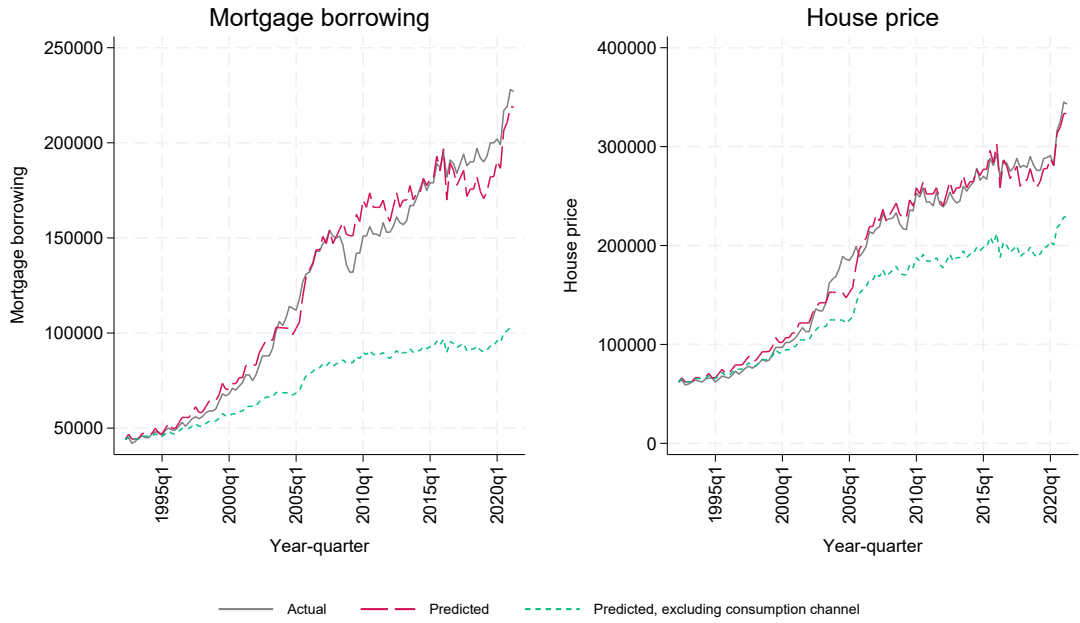 Mortgage borrowing
250000
200000
150000
100000
50000
Mortgage borrowing
1995q1
2000q1
2005q1
2010q1
2015q1
2020q1
Year-quarter
House price
400000
300000
200000
100000
0
House price
1995q1
2000q1
2005q1
2010q1
2015q1
2020q1
Year-quarter
Actual
Predicted
Predicted, excluding consumption channel